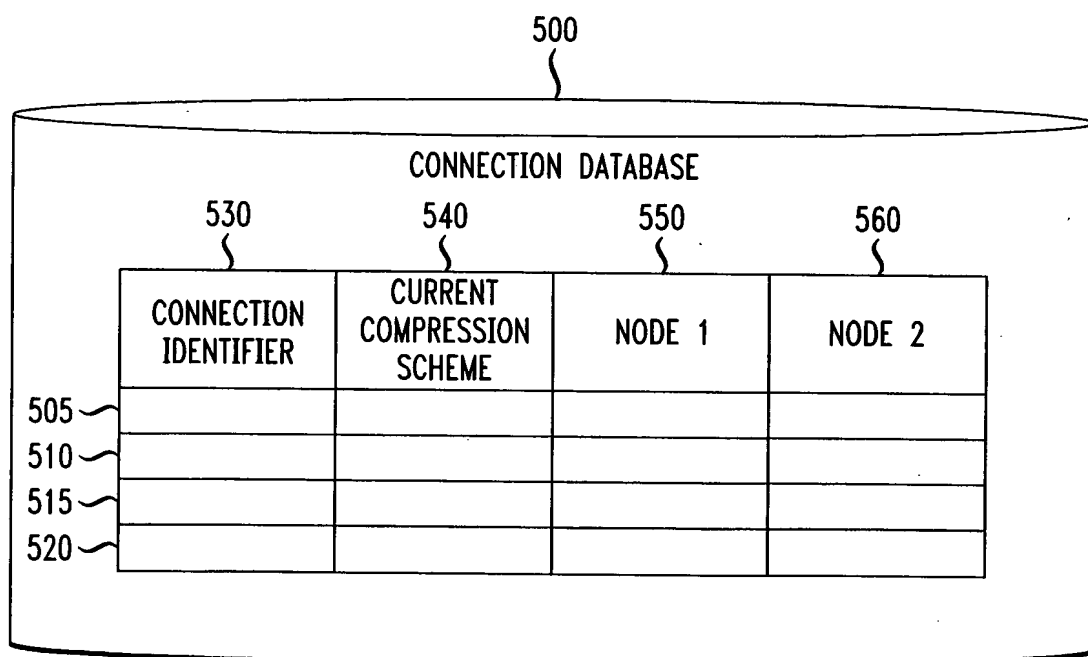 500
CONNECTION DATABASE
530 540 550 560
CONNECTION IDENTIFIER
CURRENT COMPRESSION SCHEME
NODE 1
NODE 2
505
510
515
520